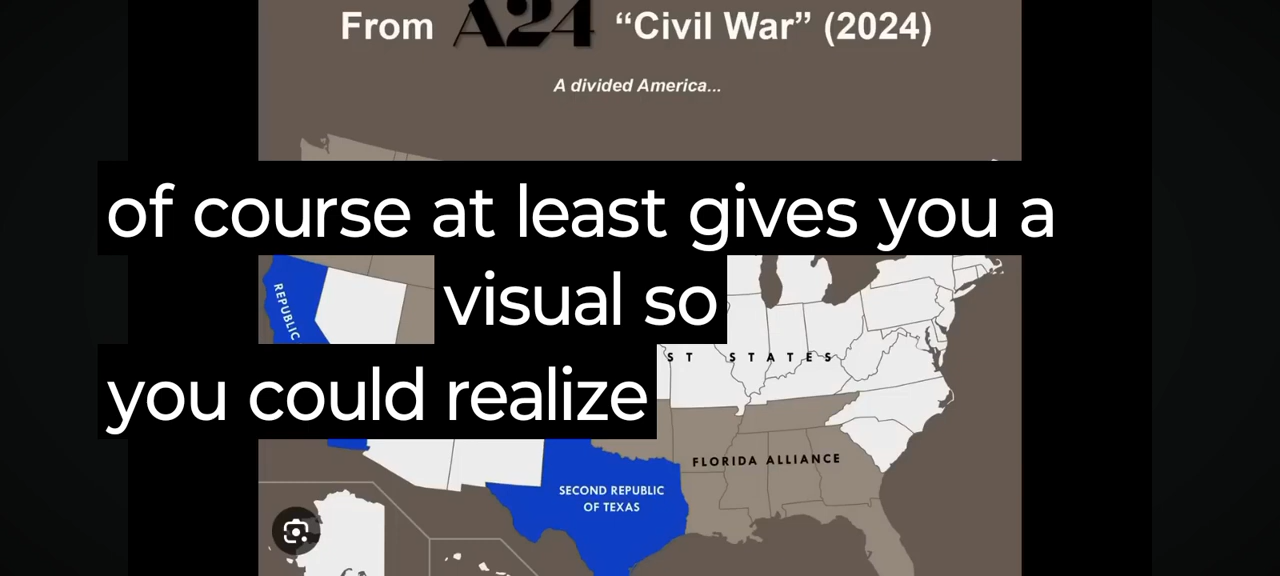 From A24 “Civil War” (2024)
A divided America...
of course at least gives you a
visual so
you could realize
REPUBLIC
ST STATES
FLORIDA ALLIANCE
SECOND REPUBLIC
OF TEXAS